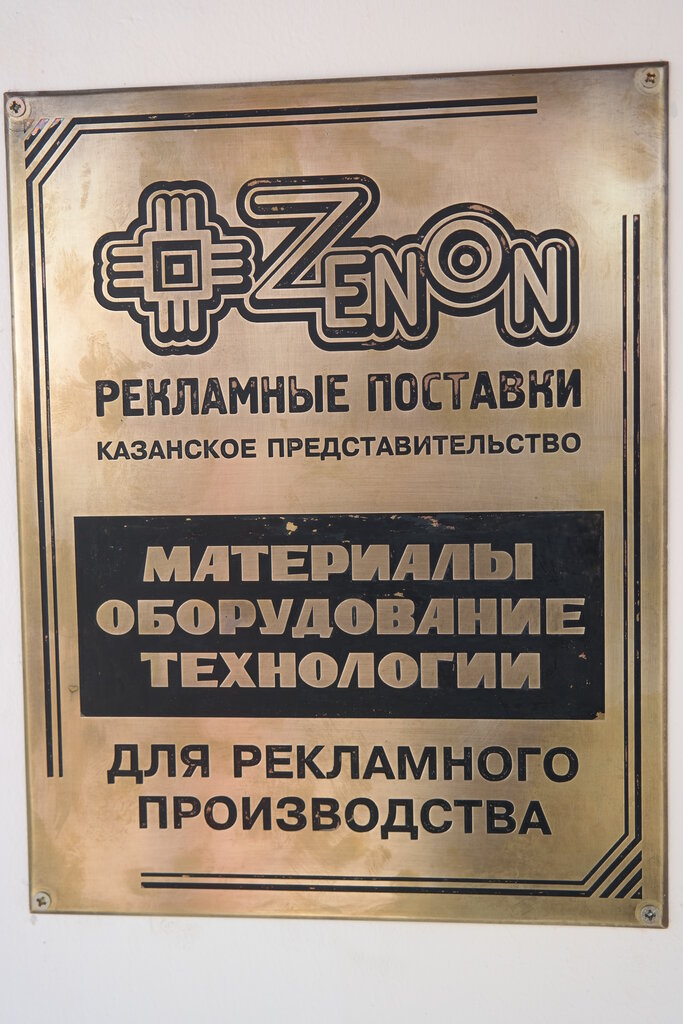 ZENON
РЕКЛАМНЫЕ ПОСТАВКИ
КАЗАНСКОЕ ПРЕДСТАВИТЕЛЬСТВО
МАТЕРИАЛЫ
ОБОРУДОВАНИЕ
ТЕХНОЛОГИИ
ДЛЯ РЕКЛАМНОГО
ПРОИЗВОДСТВА